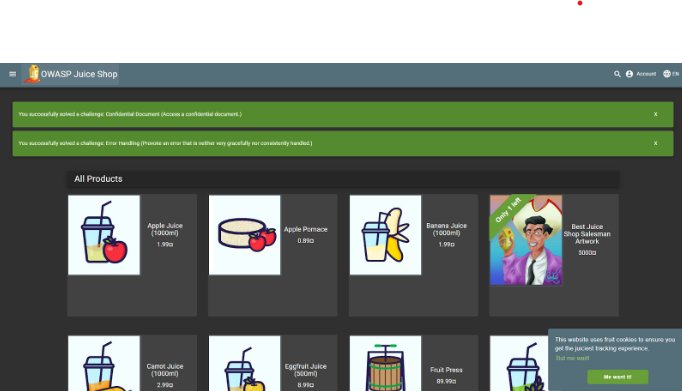 OWASP Juice Shop
Account
EN
You successfully solved a challenge: Confidential Document (Access a confidential document.)
X
You successfully solved a challenge: Error Handling (Provoke an error that is neither very gracefully nor consistently handled.)
X
All Products
Apple Juice
(1000ml)
1.99¤
Apple Pomace
0.89¤
Banana Juice
(1000ml)
1.99¤
Only 1 left
Best Juice
Shop Salesman
Artwork
5000¤
Carrot Juice
(1000ml)
2.99¤
Eggfruit Juice
(500ml)
8.99¤
Fruit Press
89.99¤
This website uses fruit cookies to ensure you
get the juiciest tracking experience.
But me wait!
Me want it!